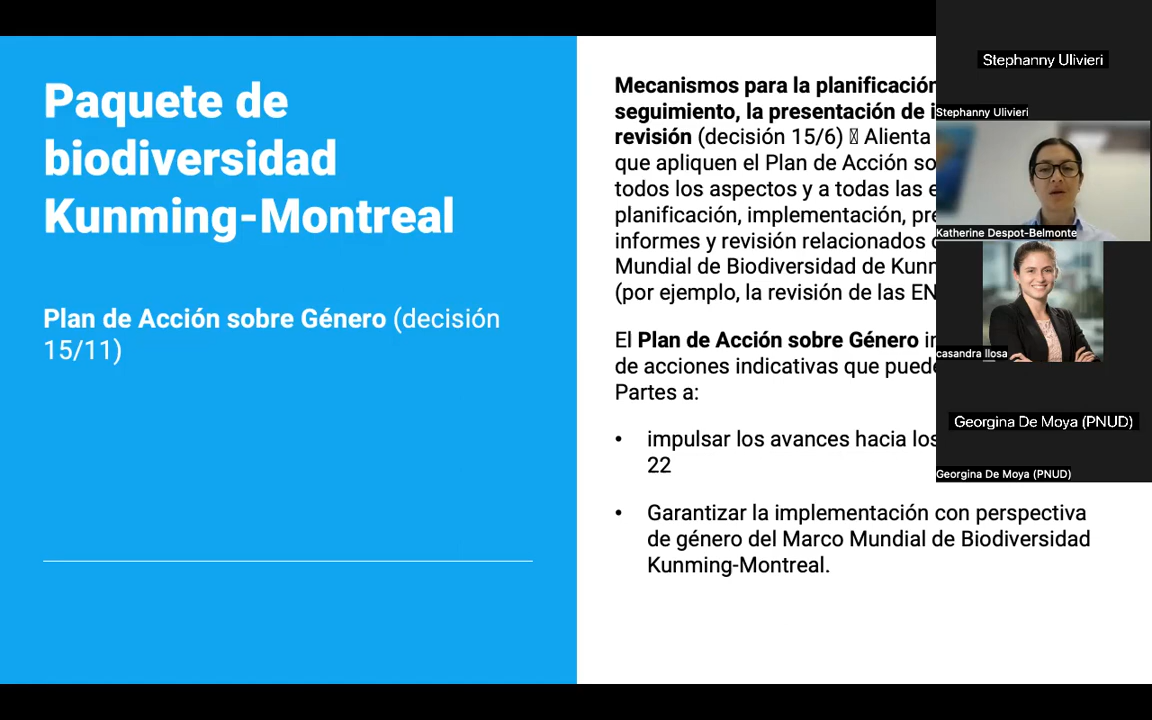 Paquete de
biodiversidad
Kunming-Montreal
Plan de Acción sobre Género (decisión
15/11)
Mecanismos para la planificación
seguimiento, la presentación de
revisión (decisión 15/6) Alienta
que apliquen el Plan de Acción
todos los aspectos y a todas las
planificación, implementación,
informes y revisión relacionados
Mundial de Biodiversidad de
(por ejemplo, la revisión de las
El Plan de Acción sobre Género
de acciones indicativas que
Partes a:
• impulsar los avances hacia los
22
• Garantizar la implementación con perspectiva
de género del Marco Mundial de Biodiversidad
Kunming-Montreal.
Stephanny Ulivieri
Stephanny Ulivieri
Katherine Despot-Belmonte
casandra llosa
Georgina De Moya (PNUD)
Georgina De Moya (PNUD)